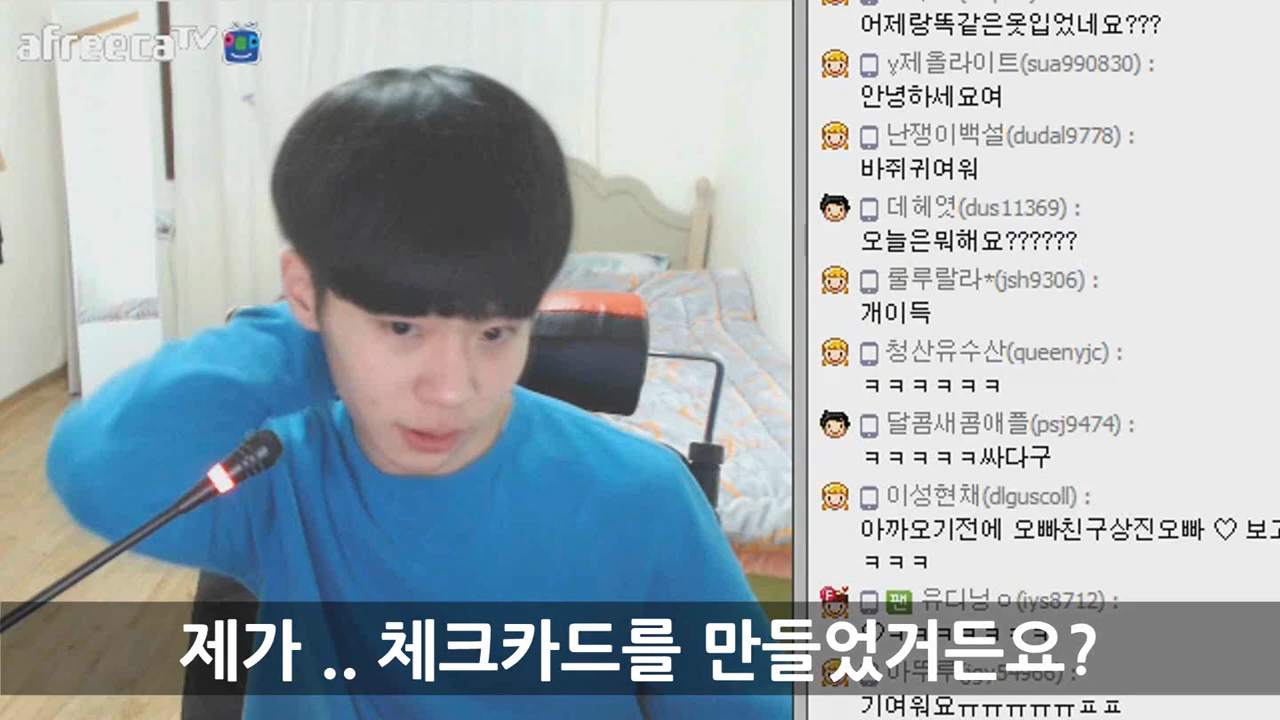 afreecaTV
어제랑똑같은옷입었네요???
y제올라이트(sua990830) :
안녕하세요여
난쟁이백설(dudal9778) :
바쥐귀여워
데헤엿(dus11369) :
오늘은뭐해요??????
룰루랄라*(jsh9306) :
개이득
청산유수산(queenyjc) :
ㅋㅋㅋㅋㅋㅋ
달콤새콤애플(psj9474) :
ㅋㅋㅋㅋㅋ싸다구
이성현채(dlguscoll) :
아까오기전에 오빠친구상진오빠 ♡ 보고
ㅋㅋㅋ
팬 유디넝ㅇ(iys8712) :
제가 .. 체크카드를 만들었거든요?
기여워요ㅠㅠㅠㅠㅠㅍㅍ